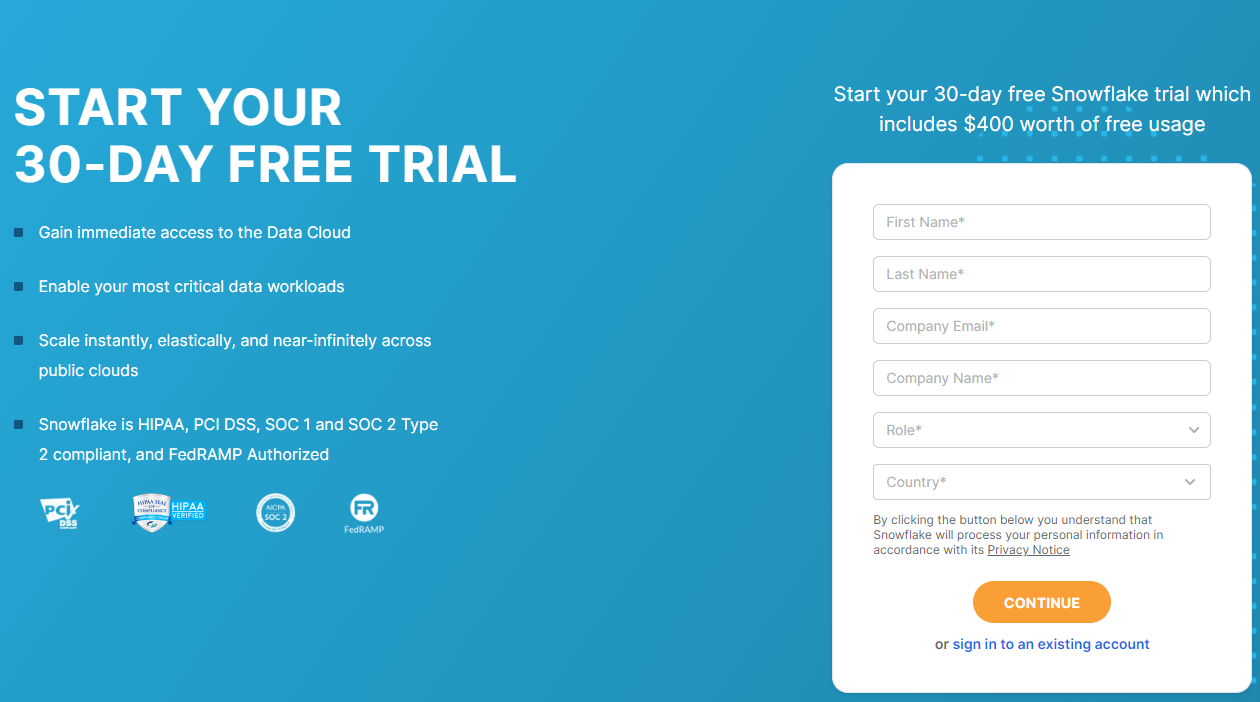 START YOUR
30-DAY FREE TRIAL
Gain immediate access to the Data Cloud
Enable your most critical data workloads
Scale instantly, elastically, and near-infinitely across
public clouds
Snowflake is HIPAA, PCI DSS, SOC 1 and SOC 2 Type
2 compliant, and FedRAMP Authorized
PCI
DSS
HIPAA SEAL
OF
COMPLIANCE
HIPAA
VERIFIED
AICPA
SOC 2
FR
FedRAMP
Start your 30-day free Snowflake trial which
includes $400 worth of free usage
First Name*
Last Name*
Company Email*
Company Name*
Role*
Country*
By clicking the button below you understand that
Snowflake will process your personal information in
accordance with its Privacy Notice
CONTINUE
or sign in to an existing account